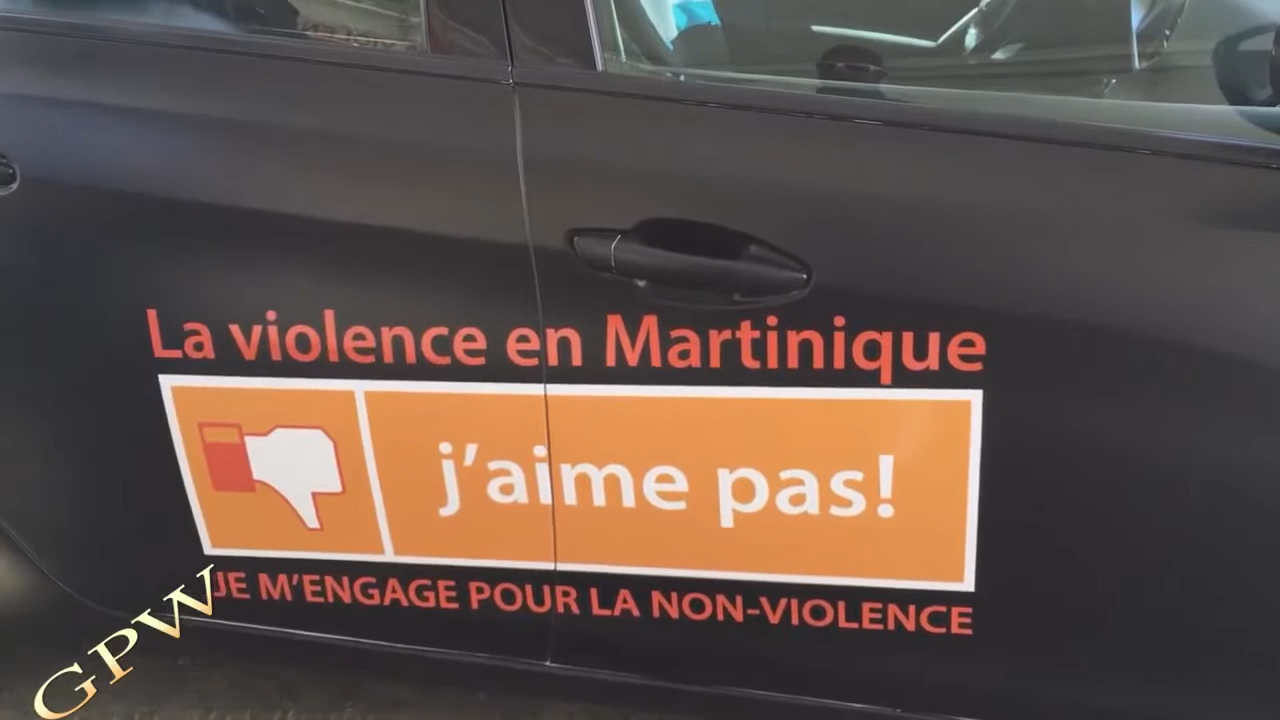 La violence en Martinique
j'aime pas!
JE M'ENGAGE POUR LA NON-VIOLENCE
GPW